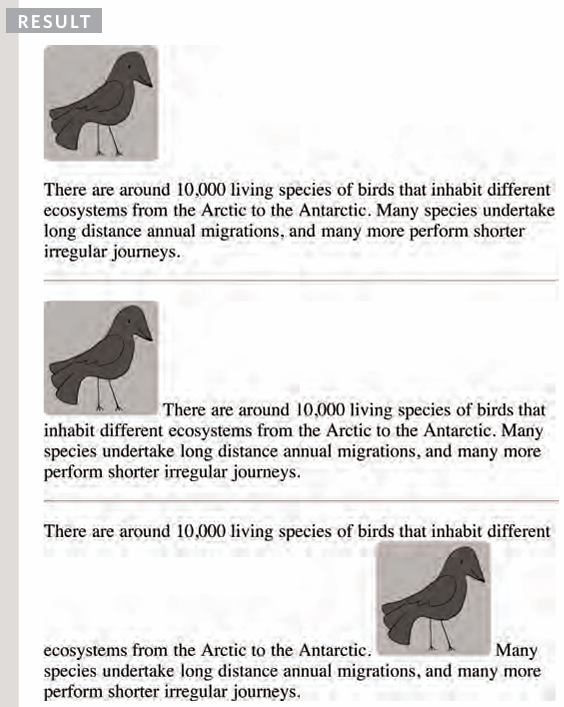 RESULT
There are around 10,000 living species of birds that inhabit different
ecosystems from the Arctic to the Antarctic. Many species undertake
long distance annual migrations, and many more perform shorter
irregular journeys.
There are around 10,000 living species of birds that
inhabit different ecosystems from the Arctic to the Antarctic. Many
species undertake long distance annual migrations, and many more
perform shorter irregular journeys.
There are around 10,000 living species of birds that inhabit different
ecosystems from the Arctic to the Antarctic. Many
species undertake long distance annual migrations, and many more
perform shorter irregular journeys.